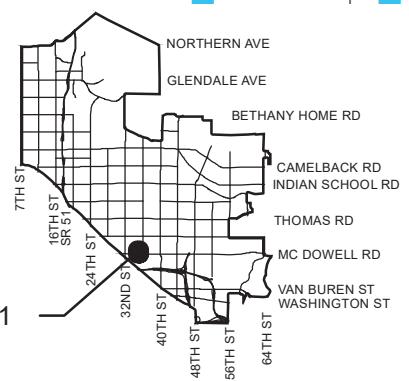 NORTHERN AVE
GLENDALE AVE
BETHANY HOME RD
CAMELBACK RD
INDIAN SCHOOL RD
THOMAS RD
MC DOWELL RD
VAN BUREN ST
WASHINGTON ST
7TH ST
16TH ST
SR 51
24TH ST
32ND ST
40TH ST
48TH ST
56TH ST
64TH ST
1